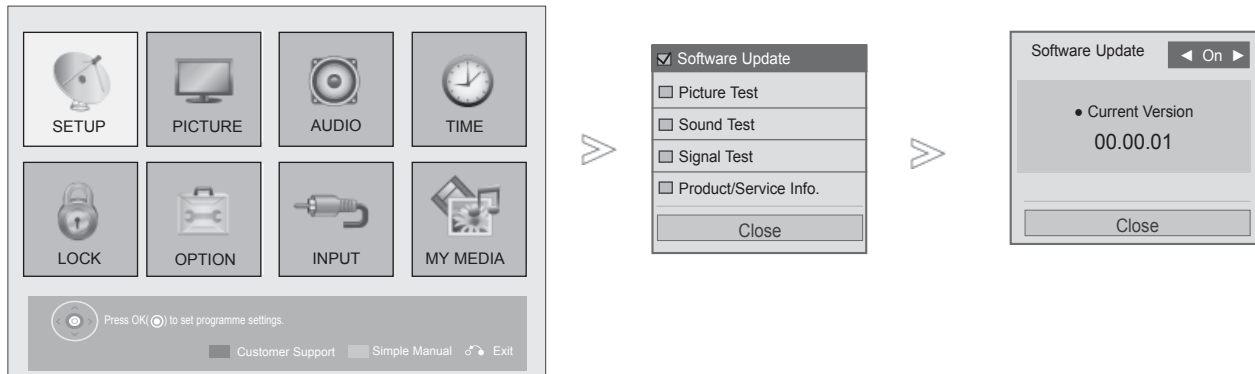 SETUP
PICTURE
AUDIO
TIME
LOCK
OPTION
INPUT
MY MEDIA
Press OK( ) to set programme settings.
Customer Support
Simple Manual
Exit
Software Update
Picture Test
Sound Test
Signal Test
Product/Service Info.
Close
Software Update
◀ On ▶
● Current Version
00.00.01
Close